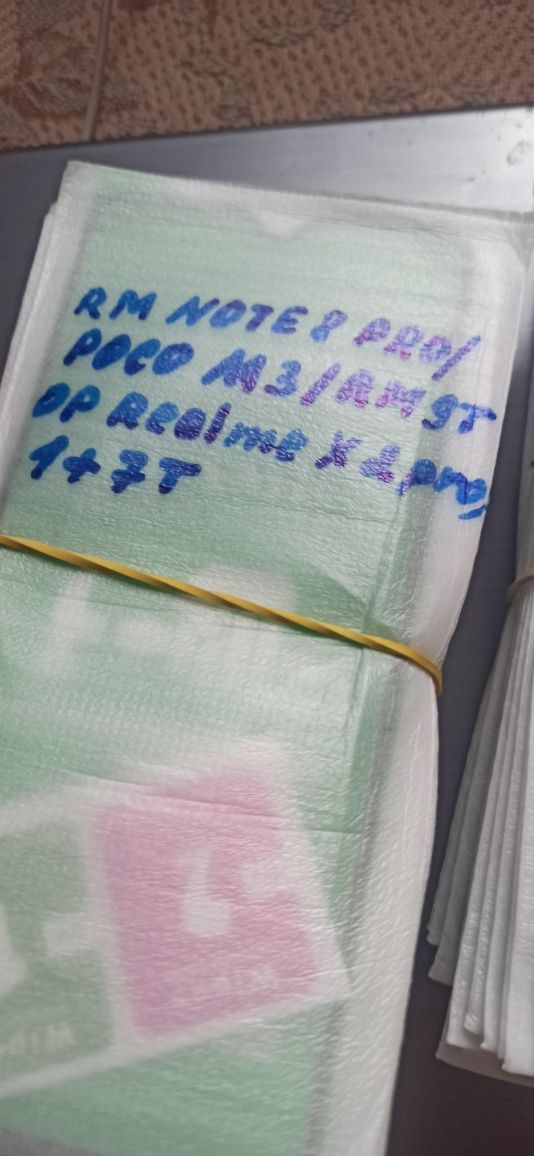 RM NOTE 8 PRO/
POCO M3/RM 9T
OP Realme X2 pro/
1+7T